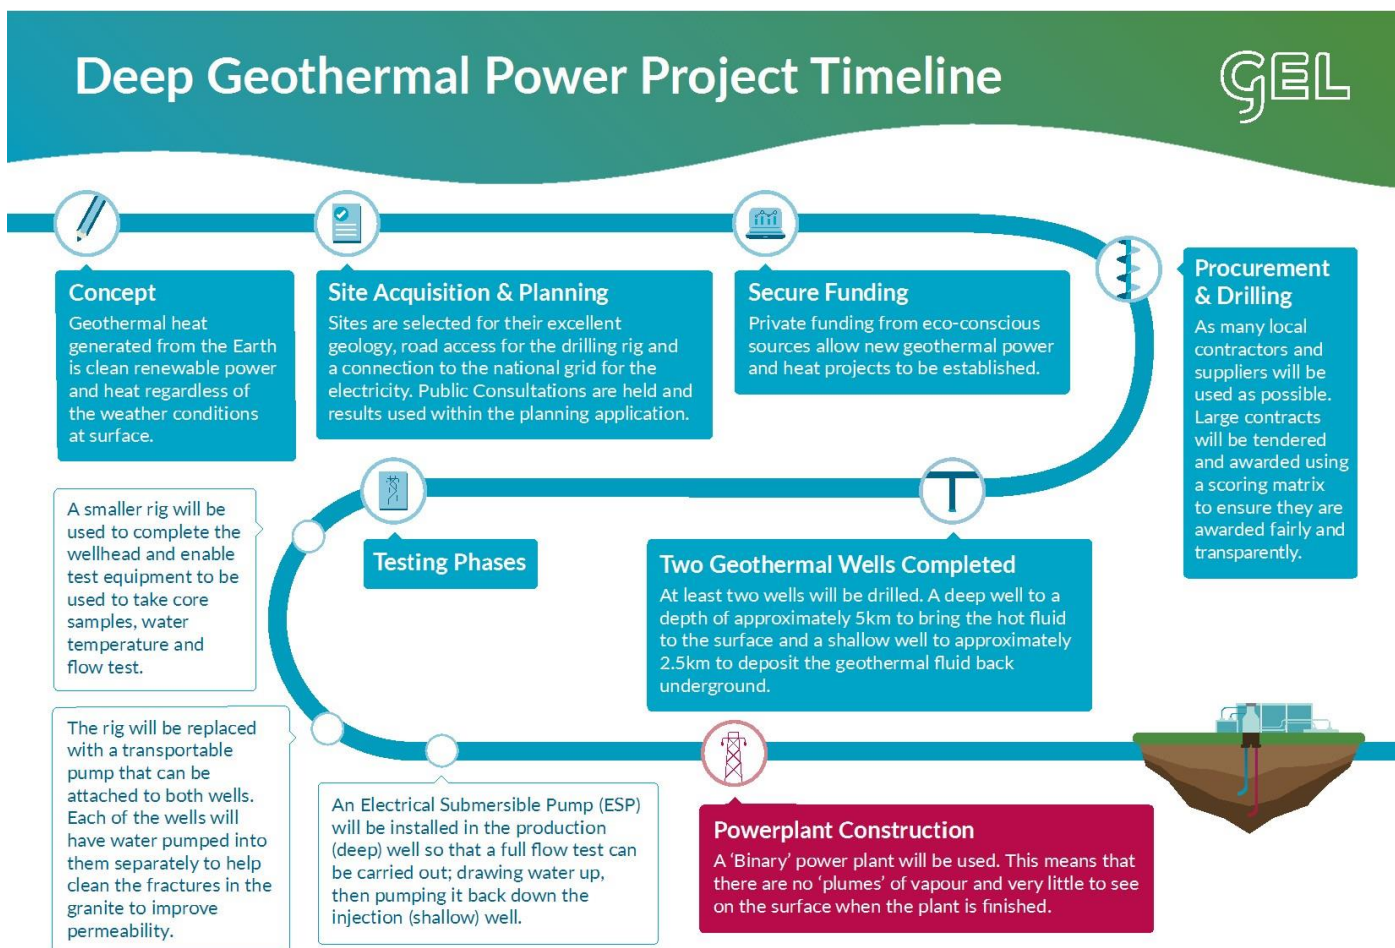 Deep Geothermal Power Project Timeline
GEL
Concept
Geothermal heat
generated from the Earth
is clean renewable power
and heat regardless of
the weather conditions
at surface.
Site Acquisition & Planning
Sites are selected for their excellent
geology, road access for the drilling rig and
a connection to the national grid for the
electricity. Public Consultations are held and
results used within the planning application.
Secure Funding
Private funding from eco-conscious
sources allow new geothermal power
and heat projects to be established.
Procurement
& Drilling
As many local
contractors and
suppliers will be
used as possible.
Large contracts
will be tendered
and awarded using
a scoring matrix
to ensure they are
awarded fairly and
transparently.
Two Geothermal Wells Completed
At least two wells will be drilled. A deep well to a
depth of approximately 5km to bring the hot fluid
to the surface and a shallow well to approximately
2.5km to deposit the geothermal fluid back
underground.
Testing Phases
A smaller rig will be
used to complete the
wellhead and enable
test equipment to be
used to take core
samples, water
temperature and
flow test.
The rig will be replaced
with a transportable
pump that can be
attached to both wells.
Each of the wells will
have water pumped into
them separately to help
clean the fractures in the
granite to improve
permeability.
An Electrical Submersible Pump (ESP)
will be installed in the production
(deep) well so that a full flow test can
be carried out; drawing water up,
then pumping it back down the
injection (shallow) well.
Powerplant Construction
A ‘Binary’ power plant will be used. This means that
there are no ‘plumes’ of vapour and very little to see
on the surface when the plant is finished.